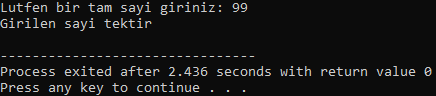 Lutfen bir tam sayi giriniz: 99
Girilen sayi tektir

--------------------------------
Process exited after 2.436 seconds with return value 0
Press any key to continue . . .